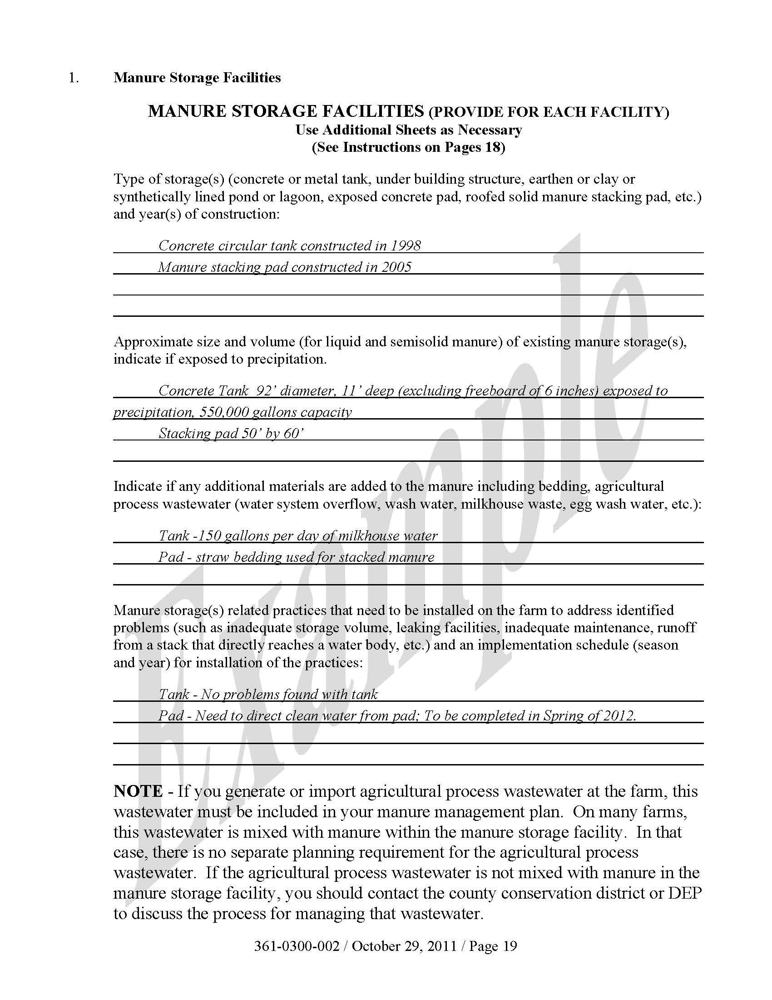 1. Manure Storage Facilities
MANURE STORAGE FACILITIES (PROVIDE FOR EACH FACILITY)
Use Additional Sheets as Necessary
(See Instructions on Pages 18)
Type of storage(s) (concrete or metal tank, under building structure, earthen or clay or
synthetically lined pond or lagoon, exposed concrete pad, roofed solid manure stacking pad, etc.)
and year(s) of construction:
Concrete circular tank constructed in 1998
Manure stacking pad constructed in 2005
Approximate size and volume (for liquid and semisolid manure) of existing manure storage(s),
indicate if exposed to precipitation.
Concrete Tank 92’ diameter, 11’ deep (excluding freeboard of 6 inches) exposed to
precipitation, 550,000 gallons capacity
Stacking pad 50’ by 60’
Indicate if any additional materials are added to the manure including bedding, agricultural
process wastewater (water system overflow, wash water, milkhouse waste, egg wash water, etc.):
Tank -150 gallons per day of milkhouse water
Pad - straw bedding used for stacked manure
Manure storage(s) related practices that need to be installed on the farm to address identified
problems (such as inadequate storage volume, leaking facilities, inadequate maintenance, runoff
from a stack that directly reaches a water body, etc.) and an implementation schedule (season
and year) for installation of the practices:
Tank - No problems found with tank
Pad - Need to direct clean water from pad; To be completed in Spring of 2012.
NOTE - If you generate or import agricultural process wastewater at the farm, this
wastewater must be included in your manure management plan. On many farms,
this wastewater is mixed with manure within the manure storage facility. In that
case, there is no separate planning requirement for the agricultural process
wastewater. If the agricultural process wastewater is not mixed with manure in the
manure storage facility, you should contact the county conservation district or DEP
to discuss the process for managing that wastewater.
361-0300-002 / October 29, 2011 / Page 19
Example